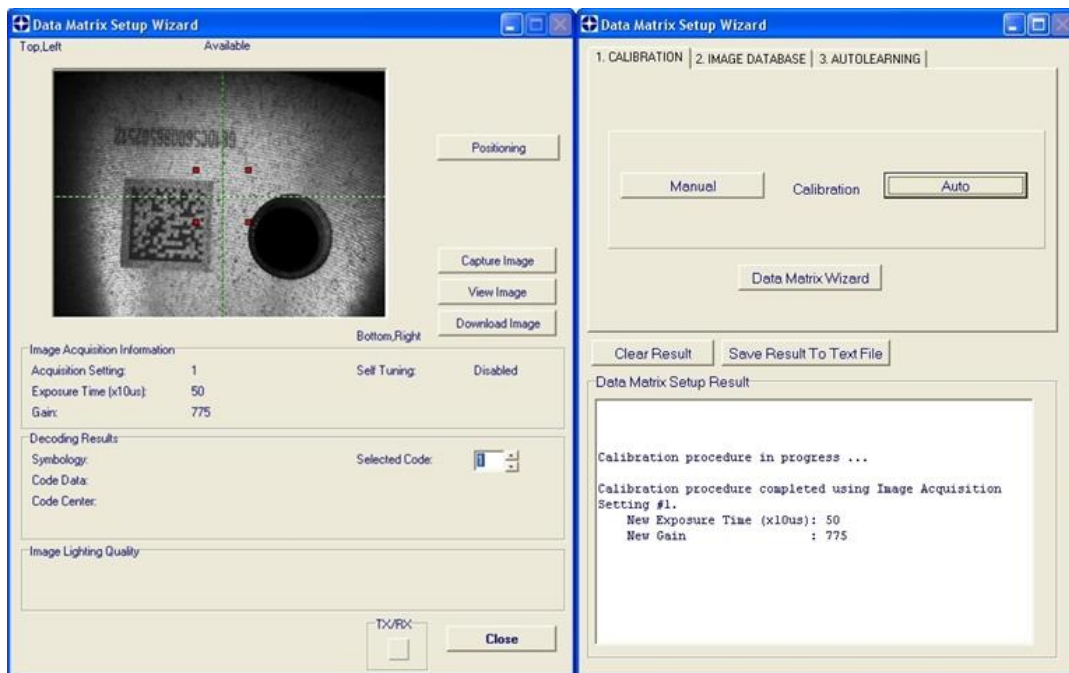 Data Matrix Setup Wizard
Top,Left
Available
Positioning
Capture Image
View Image
Download Image
Bottom,Right
Image Acquisition Information
Acquisition Setting: 1
Self Tuning: Disabled
Exposure Time (x10us): 50
Gain: 775
Decoding Results
Symbology:
Selected Code: 1
Code Data:
Code Center:
Image Lighting Quality
TX/RX
Close
Data Matrix Setup Wizard
1. CALIBRATION
2. IMAGE DATABASE
3. AUTOLEARNING
Manual
Calibration
Auto
Data Matrix Wizard
Clear Result
Save Result To Text File
Data Matrix Setup Result
Calibration procedure in progress ...
Calibration procedure completed using Image Acquisition
Setting #1.
New Exposure Time (x10us): 50
New Gain : 775